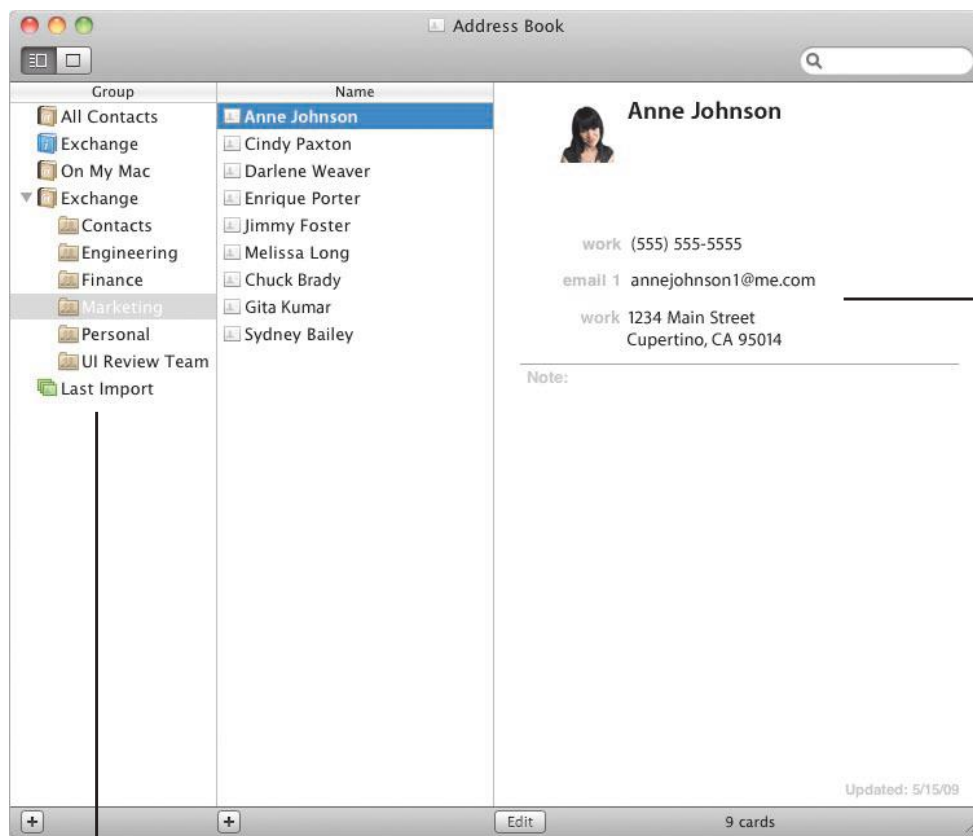 Address Book
Group
Name
All Contacts
Exchange
On My Mac
Exchange
Contacts
Engineering
Finance
Marketing
Personal
UI Review Team
Last Import
Anne Johnson
Cindy Paxton
Darlene Weaver
Enrique Porter
Jimmy Foster
Melissa Long
Chuck Brady
Gita Kumar
Sydney Bailey
Anne Johnson
work (555) 555-5555
email 1 annejohnson1@me.com
work 1234 Main Street
Cupertino, CA 95014
Note:
Updated: 5/15/09
Edit
9 cards